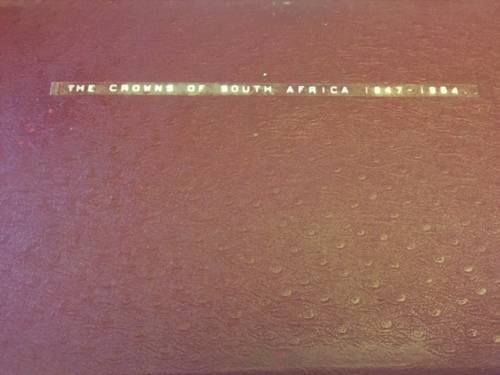 THE CROWNS OF SOUTH AFRICA 1947-1964